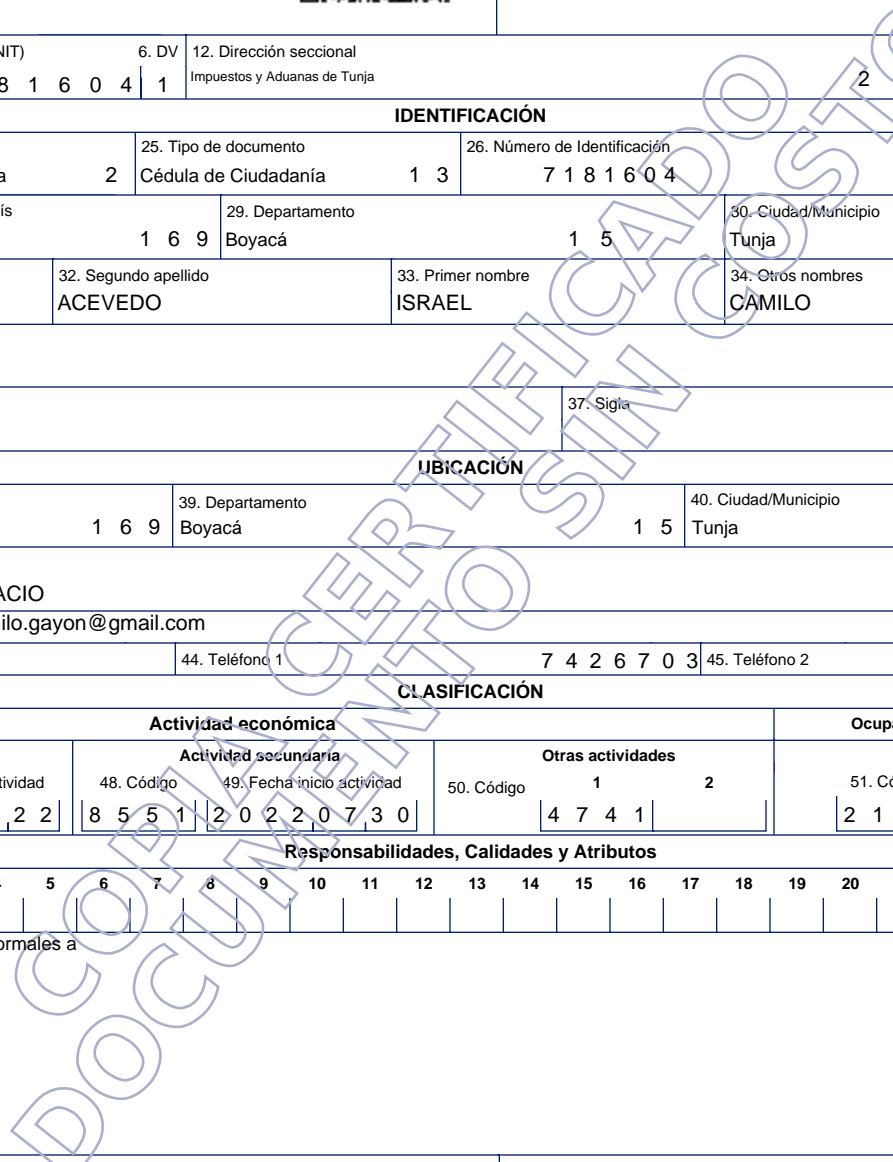 NIT) 6. DV 12. Dirección seccional
8 1 6 0 4 1 Impuestos y Aduanas de Tunja 2
IDENTIFICACIÓN
25. Tipo de documento 26. Número de Identificación
a 2 Cédula de Ciudadanía 1 3 7 1 8 1 6 0 4
ís 29. Departamento 30. Ciudad/Municipio
1 6 9 Boyacá 1 5 Tunja
32. Segundo apellido 33. Primer nombre 34. Otros nombres
ACEVEDO ISRAEL CAMILO
37. Sigla
UBICACIÓN
39. Departamento 40. Ciudad/Municipio
1 6 9 Boyacá 1 5 Tunja
ACIO
ilo.gayon@gmail.com
44. Teléfono 1 7 4 2 6 7 0 3 45. Teléfono 2
CLASIFICACIÓN
Actividad económica Ocupa
Actividad secundaria Otras actividades
tividad 48. Código 49. Fecha inicio actividad 50. Código 1 2 51. Có
2 2 8 5 5 1 2 0 2 2 0 7 3 0 4 7 4 1 2 1
Responsabilidades, Calidades y Atributos
5 6 7 8 9 10 11 12 13 14 15 16 17 18 19 20
ormales a
COPIA CERTIFICADO
DOCUMENTO SIN COSTO